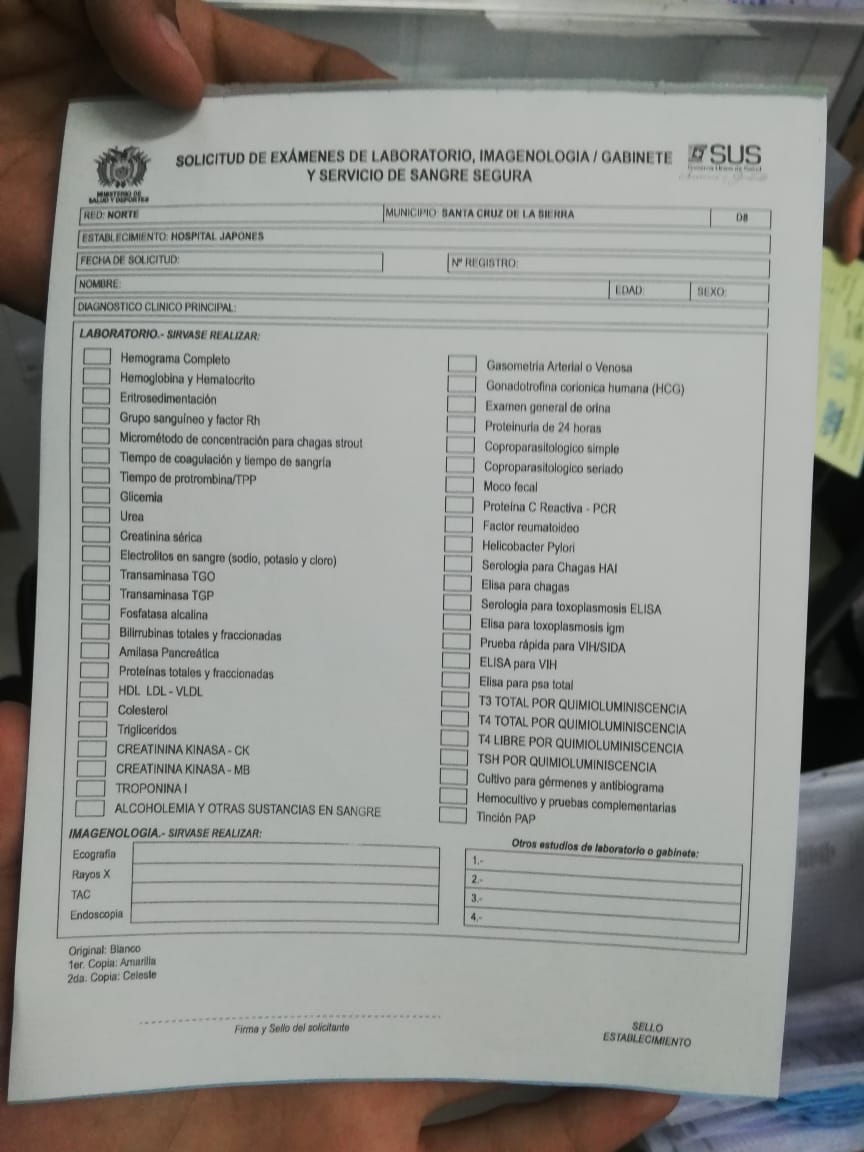 MINISTERIO DE
SALUD Y DEPORTES
SOLICITUD DE EXÁMENES DE LABORATORIO, IMAGENOLOGIA / GABINETE
Y SERVICIO DE SANGRE SEGURA
SUS
RED: NORTE
MUNICIPIO: SANTA CRUZ DE LA SIERRA
D8
ESTABLECIMIENTO: HOSPITAL JAPONES
FECHA DE SOLICITUD:
Nº REGISTRO:
NOMBRE:
EDAD:
SEXO:
DIAGNOSTICO CLINICO PRINCIPAL:
LABORATORIO.- SIRVASE REALIZAR:
Hemograma Completo
Hemoglobina y Hematocrito
Eritrosedimentación
Grupo sanguíneo y factor Rh
Micrométodo de concentración para chagas strout
Tiempo de coagulación y tiempo de sangria
Tiempo de protrombina/TPP
Glicemia
Urea
Creatinina sérica
Electrolitos en sangre (sodio, potasio y cloro)
Transaminasa TGO
Transaminasa TGP
Fosfatasa alcalina
Bilirrubinas totales y fraccionadas
Amilasa Pancreática
Proteínas totales y fraccionadas
HDL LDL - VLDL
Colesterol
Trigliceridos
CREATININA KINASA - CK
CREATININA KINASA - MB
TROPONINA I
ALCOHOLEMIA Y OTRAS SUSTANCIAS EN SANGRE
Gasometria Arterial o Venosa
Gonadotrofina corionica humana (HCG)
Examen general de orina
Proteinuria de 24 horas
Coproparasitologico simple
Coproparasitologico seriado
Moco fecal
Proteina C Reactiva - PCR
Factor reumatoideo
Helicobacter Pylori
Serologia para Chagas HAI
Elisa para chagas
Serologia para toxoplasmosis ELISA
Elisa para toxoplasmosis igm
Prueba rápida para VIH/SIDA
ELISA para VIH
Elisa para psa total
T3 TOTAL POR QUIMIOLUMINISCENCIA
T4 TOTAL POR QUIMIOLUMINISCENCIA
T4 LIBRE POR QUIMIOLUMINISCENCIA
TSH POR QUIMIOLUMINISCENCIA
Cultivo para gérmenes y antibiograma
Hemocultivo y pruebas complementarias
Tinción PAP
IMAGENOLOGIA.- SIRVASE REALIZAR:
Ecografia
Rayos X
TAC
Endoscopia
Otros estudios de laboratorio o gabinete:
1.-
2.-
3.-
4.-
Original: Blanco
1er. Copia: Amarilla
2da. Copia: Celeste
Firma y Sello del solicitante
SELLO
ESTABLECIMIENTO